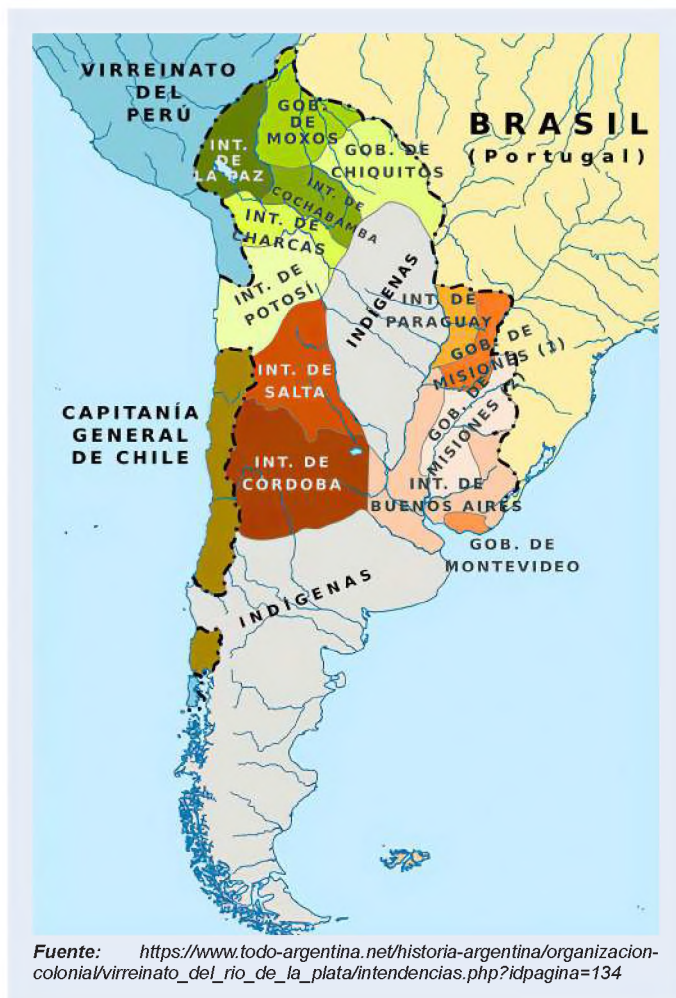 VIRREINATO
DEL
PERÚ
GOB.
DE
MOXOS
BRASIL
(Portugal)
INT.
DE
LA PAZ
GOB. DE
CHIQUITOS
INT. DE
COCHABAMBA
INT. DE
CHARCAS
INT. DE
POTOSÍ
INDÍGENAS
INT. DE
PARAGUAY
GOB. DE
MISIONES (1)
INT. DE
SALTA
GOB. DE
MISIONES (2)
CAPITANÍA
GENERAL
DE CHILE
INT. DE
CÓRDOBA
INT. DE
BUENOS AIRES
GOB. DE
MONTEVIDEO
INDÍGENAS
Fuente: https://www.todo-argentina.net/historia-argentina/organizacion-
colonial/virreinato_del_rio_de_la_plata/intendencias.php?idpagina=134